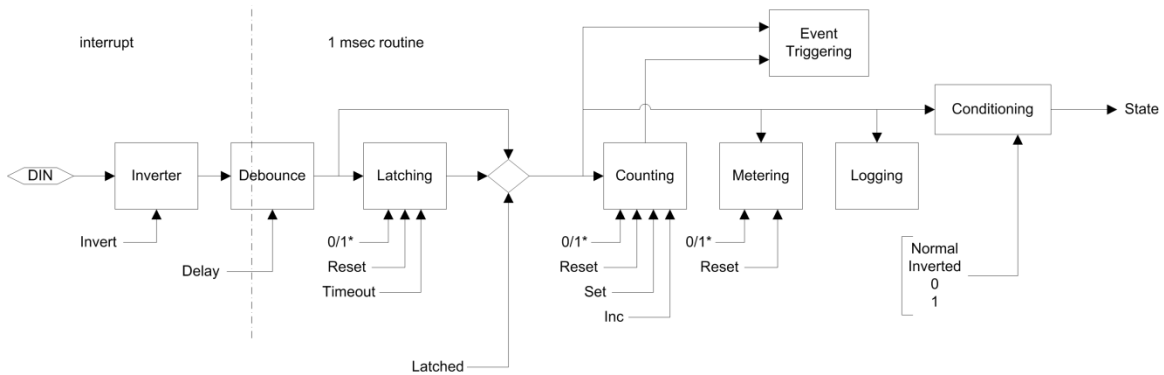 interrupt
1 msec routine
Event
Triggering
Conditioning
State
DIN
Inverter
Debounce
Latching
Counting
Metering
Logging
Invert
Delay
0/1*
Reset
Timeout
Latched
0/1*
Reset
Set
Inc
0/1*
Reset
Normal
Inverted
0
1